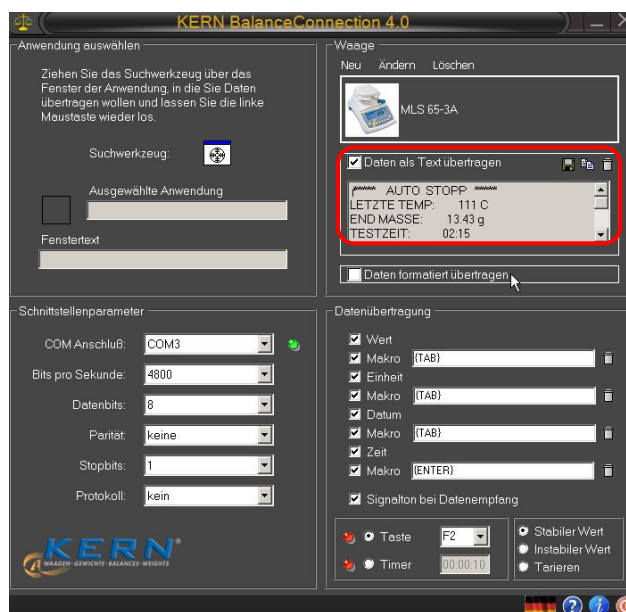 KERN BalanceConnection 4.0
Anwendung auswählen
Ziehen Sie das Suchwerkzeug über das
Fenster der Anwendung, in die Sie Daten
übertragen wollen und lassen Sie die linke
Maustaste wieder los.
Suchwerkzeug:
Ausgewählte Anwendung
Fenstertext
Waage
Neu Ändern Löschen
MLS 65-3A
Daten als Text übertragen
***** AUTO STOPP *****
LETZTE TEMP: 111 C
END MASSE: 13.43 g
TESTZEIT: 02:15
Daten formatiert übertragen
Schnittstellenparameter
COM Anschluß: COM3
Bits pro Sekunde: 4800
Datenbits: 8
Parität: keine
Stopbits: 1
Protokoll: kein
KERN
WAAGEN-GEWICHTE-BALANCES-WEIGHTS
Datenübertragung
Wert
Makro {TAB}
Einheit
Makro {TAB}
Datum
Makro {TAB}
Zeit
Makro {ENTER}
Signalton bei Datenempfang
Taste F2
Timer 00:00:10
Stabiler Wert
Instabiler Wert
Tarieren